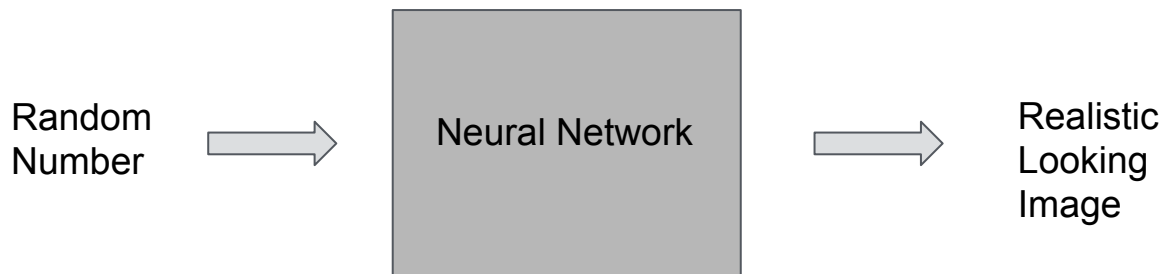 Random
Number
Neural Network
Realistic
Looking
Image